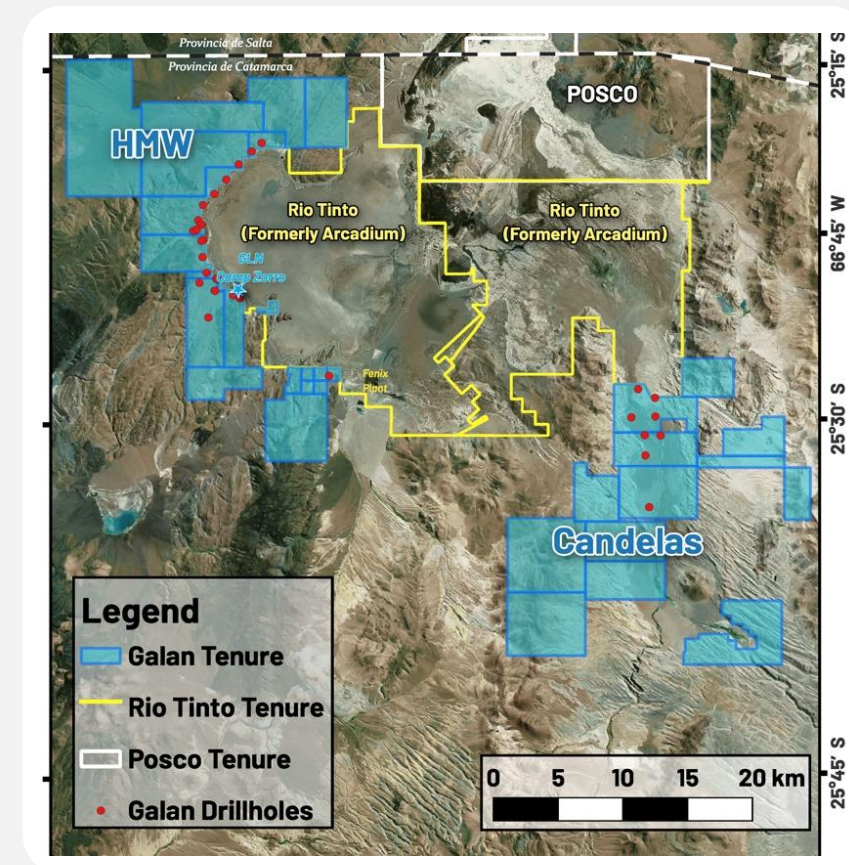 Provincia de Salta
Provincia de Catamarca
25°15' S
POSCO
HMW
Rio Tinto
(Formerly Arcadium)
Rio Tinto
(Formerly Arcadium)
66°45' W
GLN
Camp Zorro
Fenix
Plant
25°30' S
Candelas
Legend
Galan Tenure
Rio Tinto Tenure
Posco Tenure
Galan Drillholes
0 5 10 15 20 km
25°45' S